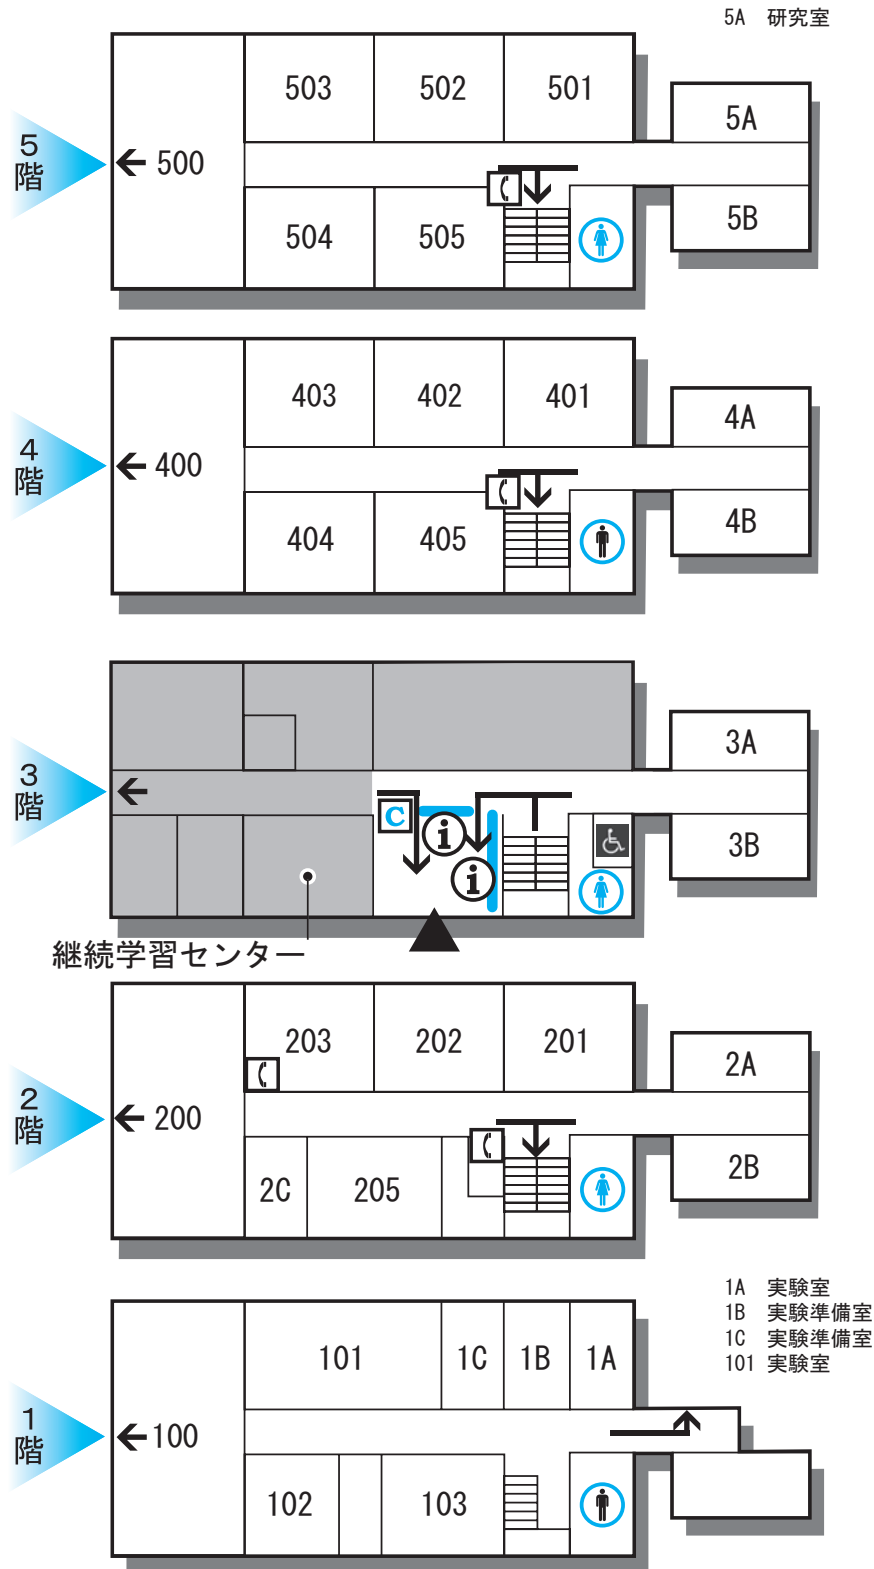 5A 研究室
503 502 501
5A
5階
500
504 505
5B
403 402 401
4A
4階
400
404 405
4B
3A
3階
C
i
i
3B
継続学習センター
203 202 201
2A
2階
200
2C 205
2B
1A 実験室
1B 実験準備室
1C 実験準備室
101 実験室
101 1C 1B 1A
1階
100
102 103